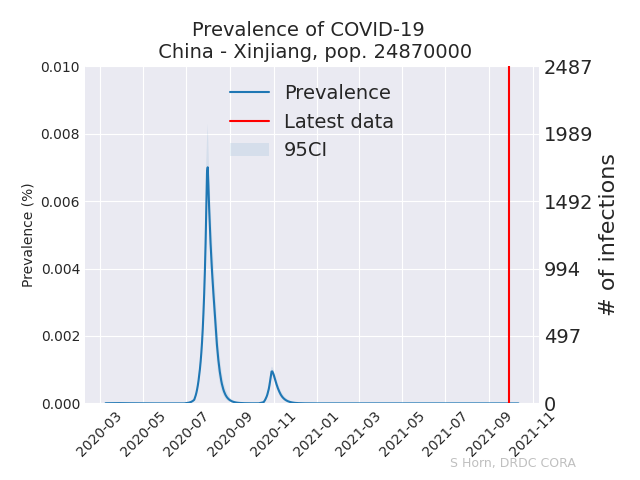 Prevalence of COVID-19
China - Xinjiang, pop. 24870000
0.010
0.008
0.006
0.004
0.002
0.000
Prevalence (%)
Prevalence
Latest data
95CI
2487
1989
1492
994
497
0
# of infections
2020-03
2020-05
2020-07
2020-09
2020-11
2021-01
2021-03
2021-05
2021-07
2021-09
2021-11
S Horn, DRDC CORA